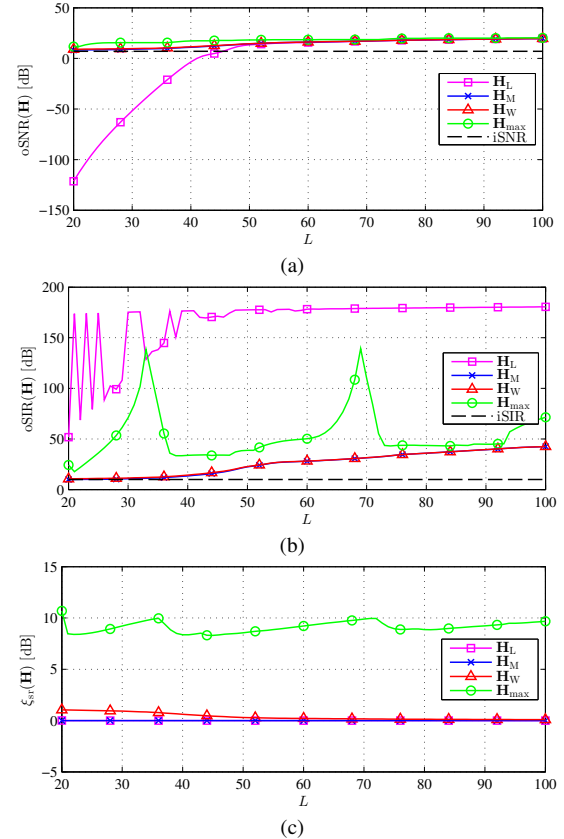 50
0
−50
−100
−150
oSNR(H) [dB]
H_L
H_M
H_W
H_max
iSNR
20 30 40 50 60 70 80 90 100
L
(a)
200
150
100
50
0
oSIR(H) [dB]
H_L
H_M
H_W
H_max
iSIR
20 30 40 50 60 70 80 90 100
L
(b)
15
10
5
0
−5
ξ_sr(H) [dB]
H_L
H_M
H_W
H_max
20 30 40 50 60 70 80 90 100
L
(c)